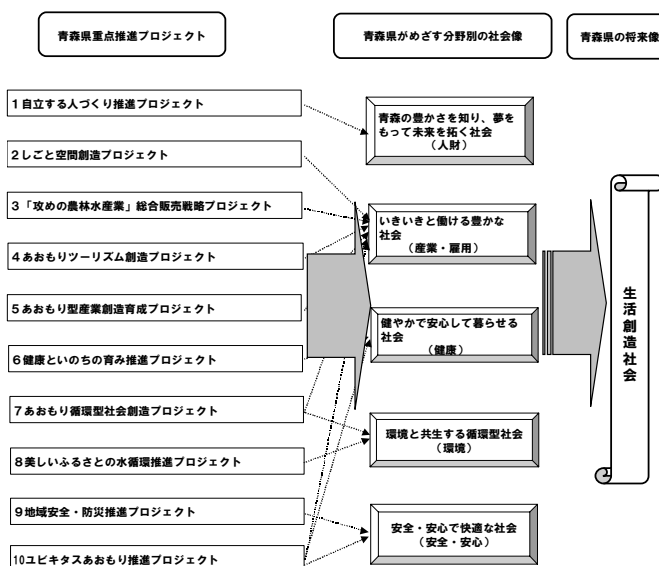 青森県重点推進プロジェクト
青森県がめざす分野別の社会像
青森県の将来像
1自立する人づくり推進プロジェクト
2しごと空間創造プロジェクト
3「攻めの農林水産業」総合販売戦略プロジェクト
4あおもりツーリズム創造プロジェクト
5あおもり型産業創造育成プロジェクト
6健康といのちの育み推進プロジェクト
7あおもり循環型社会創造プロジェクト
8美しいふるさとの水循環推進プロジェクト
9地域安全・防災推進プロジェクト
10ユビキタスあおもり推進プロジェクト
青森の豊かさを知り、夢を
もって未来を拓く社会
（人財）
いきいきと働ける豊かな
社会
（産業・雇用）
健やかで安心して暮らせる
社会
（健康）
環境と共生する循環型社会
（環境）
安全・安心で快適な社会
（安全・安心）
生活創造社会